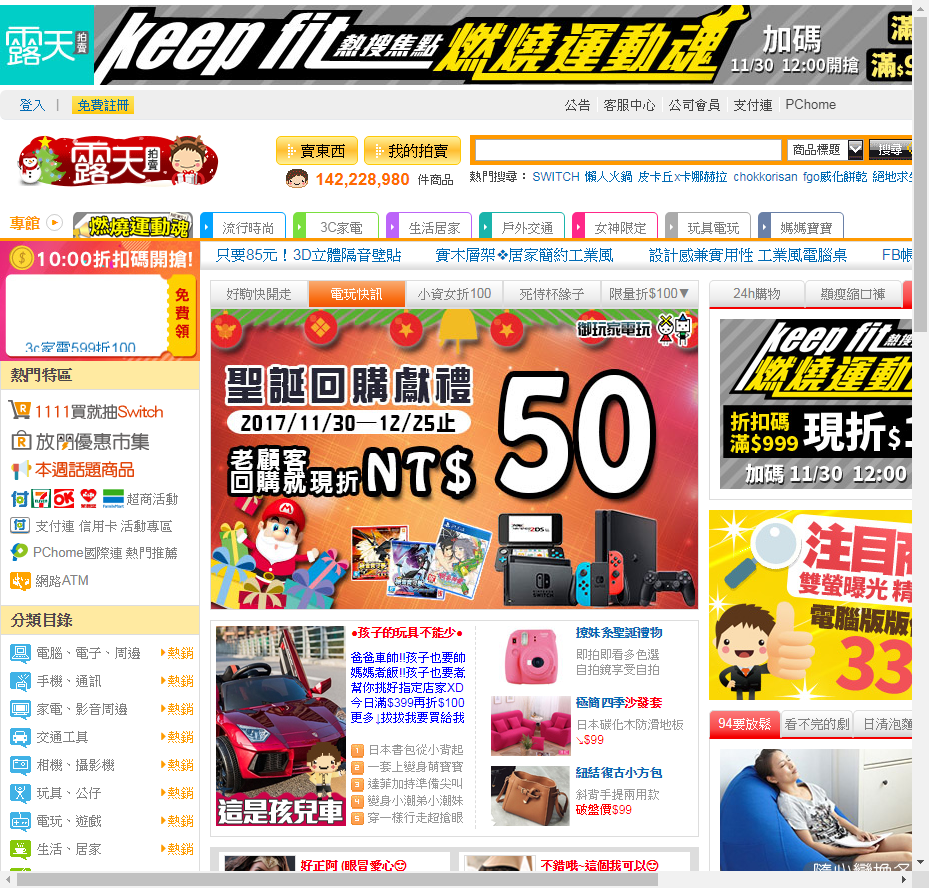 露天 拍賣
keep fit 熱搜焦點 燃燒運動魂 加碼
11/30 12:00開搶
登入 | 免費註冊
公告 客服中心 公司會員 支付連 PChome
露天 拍賣
賣東西 我的拍賣
商品標題 搜尋
142,228,980 件商品
熱門搜尋： SWITCH 懶人火鍋 皮卡丘x卡娜赫拉 chokkorisan fgo威化餅乾
專館 燃燒運動魂 流行時尚 3C家電 生活居家 戶外交通 女神限定 玩具電玩 媽媽寶寶
10:00折扣碼開搶!
免費領
3c家電599折100
只要85元！3D立體隔音壁貼 實木層架❖居家簡約工業風 設計感兼實用性 工業風電腦桌
熱門特區
1111買就抽Switch
放閃優惠市集
本週話題商品
超商活動
支付連 信用卡 活動專區
PChome國際連 熱門推薦
網路ATM
分類目錄
電腦、電子、周邊 熱銷
手機、通訊 熱銷
家電、影音周邊 熱銷
交通工具 熱銷
相機、攝影機 熱銷
玩具、公仔 熱銷
電玩、遊戲 熱銷
生活、居家 熱銷
好駒快開走 電玩快訊 小資女折100 死侍杯緣子 限量折$100▼
御玩家電玩
聖誕回購獻禮
2017/11/30—12/25止
老顧客
回購就現折 NT$ 50
這是孩兒車
●孩子的玩具不能少●
爸爸車帥!!孩子也要帥
媽媽煮飯!!孩子也要煮
幫你挑好指定店家XD
今日滿$399再折$100
更多｣拔拔我要買給我
1 日本書包從小背起
2 一套上變身萌寶寶
3 達菲加持準備尖叫
4 變身小潮弟小潮妹
5 穿一樣行走超搶眼
撩妹系聖誕禮物
即拍即看多色選
自拍鏡享受自拍
極簡四季沙發套
日本碳化木防滑地板
↘$99
紐結復古小方包
斜背手提兩用款
破盤價$99
好正阿 (眼冒愛心😍 不錯哦~這個我可以😍
24h購物 顯瘦縮口褲
keep fit
燃燒運動
折扣碼
滿$999 現折$1
加碼 11/30 12:00
注目商
雙螢曝光
電腦版
33
94要放鬆 看不完的劇 日清泡麵